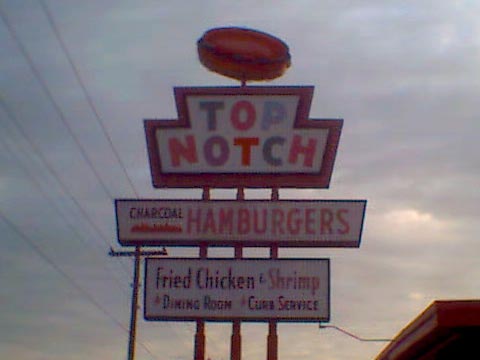 TOP
NOTCH
CHARCOAL
HAMBURGERS
Fried Chicken & Shrimp
DINING ROOM CURB SERVICE